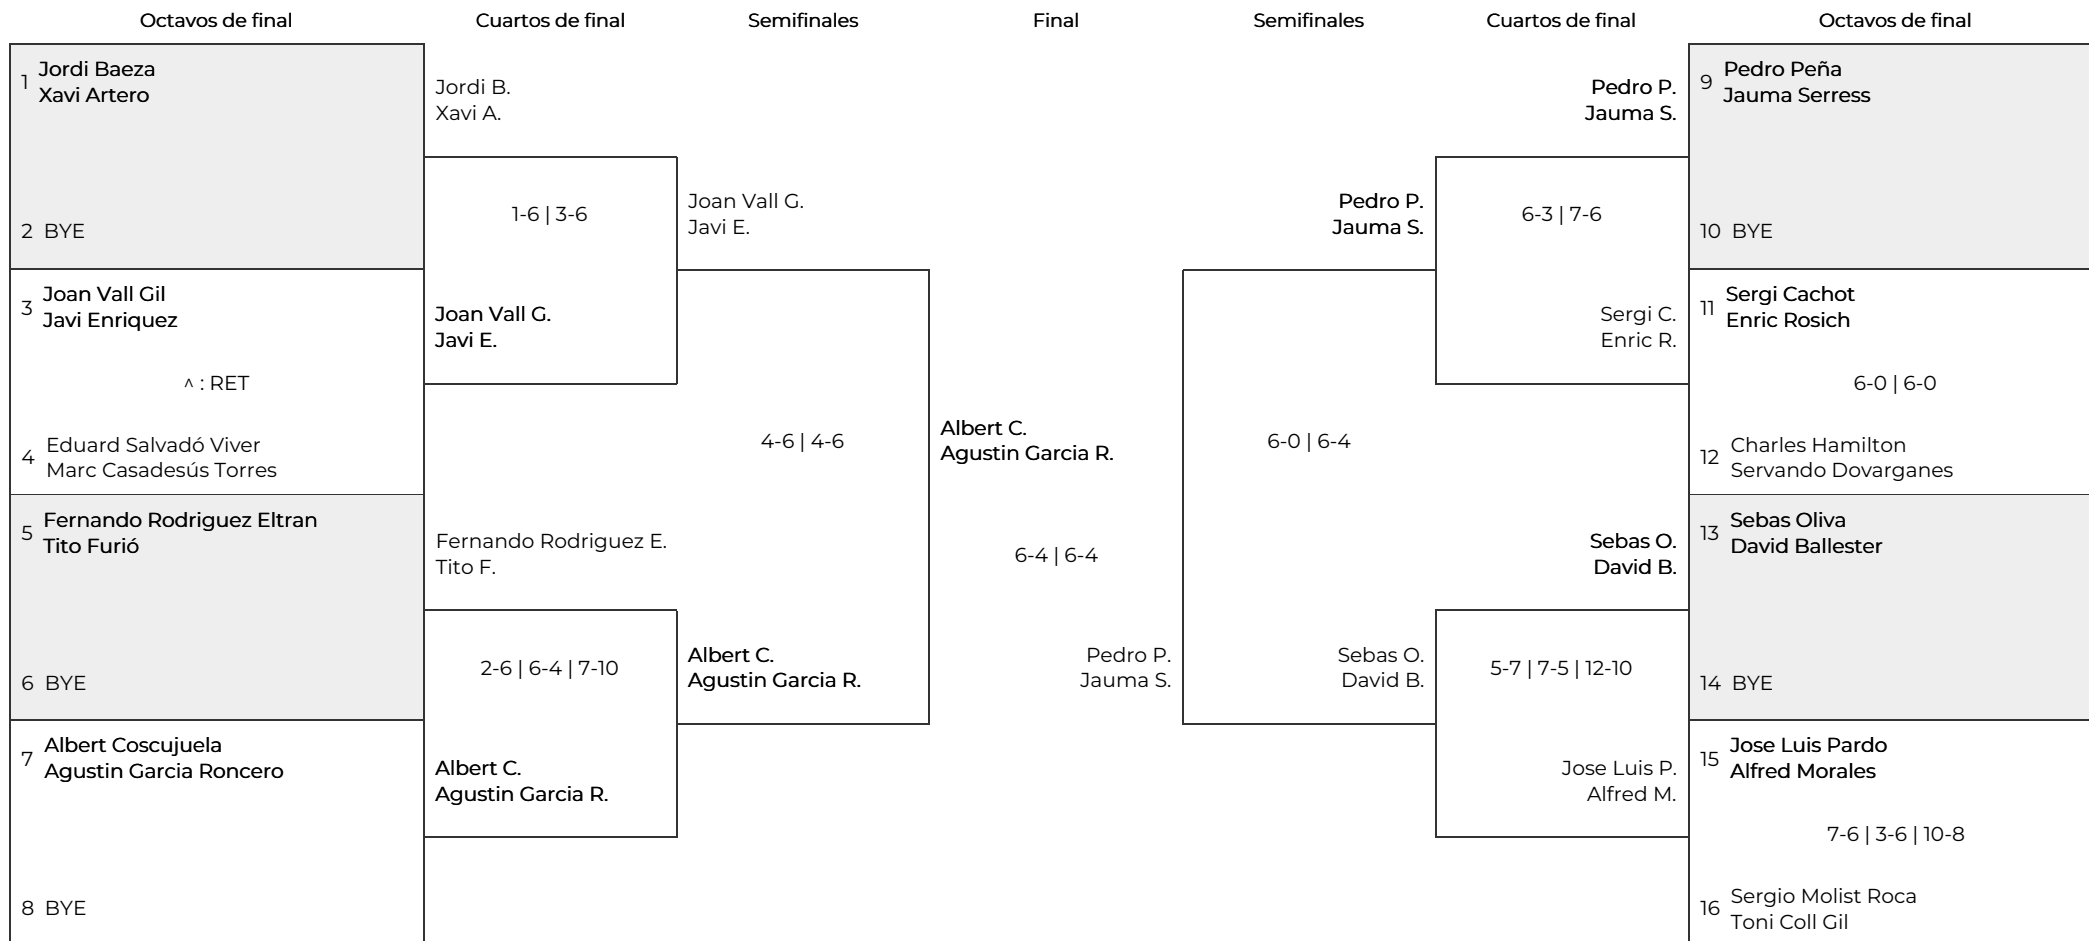 Octavos de final
Cuartos de final
Semifinales
Final
Semifinales
Cuartos de final
Octavos de final
1
Jordi Baeza
Xavi Artero
2 BYE
3
Joan Vall Gil
Javi Enriquez
^ : RET
4
Eduard Salvadó Viver
Marc Casadesús Torres
5
Fernando Rodriguez Eltran
Tito Furió
6 BYE
7
Albert Coscujuela
Agustin Garcia Roncero
8 BYE
Jordi B.
Xavi A.
1-6 | 3-6
Joan Vall G.
Javi E.
Fernando Rodriguez E.
Tito F.
2-6 | 6-4 | 7-10
Albert C.
Agustin Garcia R.
Joan Vall G.
Javi E.
4-6 | 4-6
Albert C.
Agustin Garcia R.
Albert C.
Agustin Garcia R.
6-4 | 6-4
Pedro P.
Jauma S.
Pedro P.
Jauma S.
6-0 | 6-4
Sebas O.
David B.
Pedro P.
Jauma S.
6-3 | 7-6
Sergi C.
Enric R.
Sebas O.
David B.
5-7 | 7-5 | 12-10
Jose Luis P.
Alfred M.
9
Pedro Peña
Jauma Serress
10 BYE
11
Sergi Cachot
Enric Rosich
6-0 | 6-0
12
Charles Hamilton
Servando Dovarganes
13
Sebas Oliva
David Ballester
14 BYE
15
Jose Luis Pardo
Alfred Morales
7-6 | 3-6 | 10-8
16
Sergio Molist Roca
Toni Coll Gil